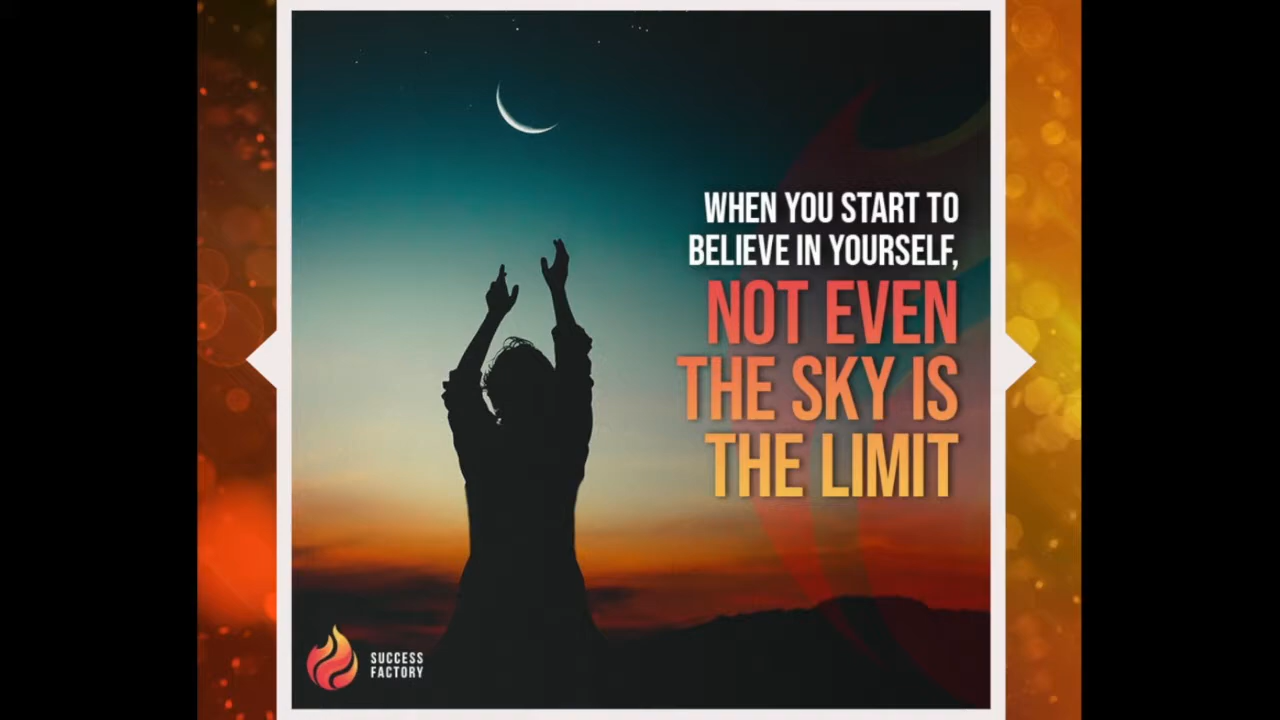 WHEN YOU START TO
BELIEVE IN YOURSELF,
NOT EVEN
THE SKY IS
THE LIMIT
SUCCESS
FACTORY